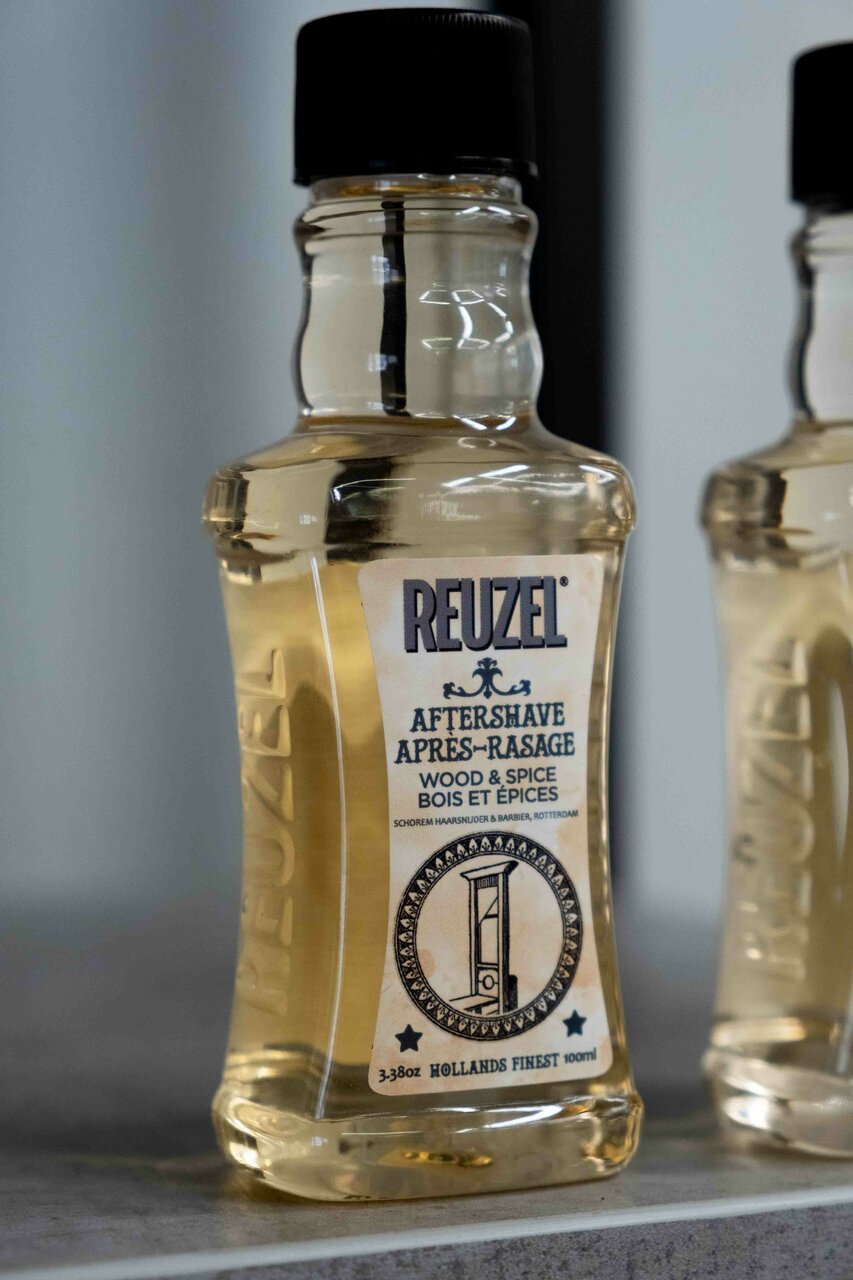 REUZEL®
AFTERSHAVE
APRÈS-RASAGE
WOOD & SPICE
BOIS ET ÉPICES
SCHOREM HAARSNIJDER & BARBIER, ROTTERDAM
3.38oz HOLLANDS FINEST 100ml
REUZEL
REUZEL